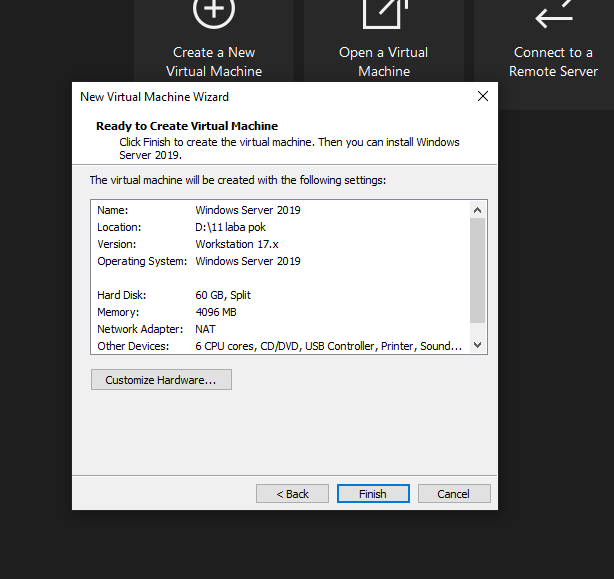 Create a New
Virtual Machine
Open a Virtual
Machine
Connect to a
Remote Server
New Virtual Machine Wizard
Ready to Create Virtual Machine
Click Finish to create the virtual machine. Then you can install Windows
Server 2019.
The virtual machine will be created with the following settings:
Name: Windows Server 2019
Location: D:\11 laba pok
Version: Workstation 17.x
Operating System: Windows Server 2019
Hard Disk: 60 GB, Split
Memory: 4096 MB
Network Adapter: NAT
Other Devices: 6 CPU cores, CD/DVD, USB Controller, Printer, Sound...
Customize Hardware...
< Back
Finish
Cancel